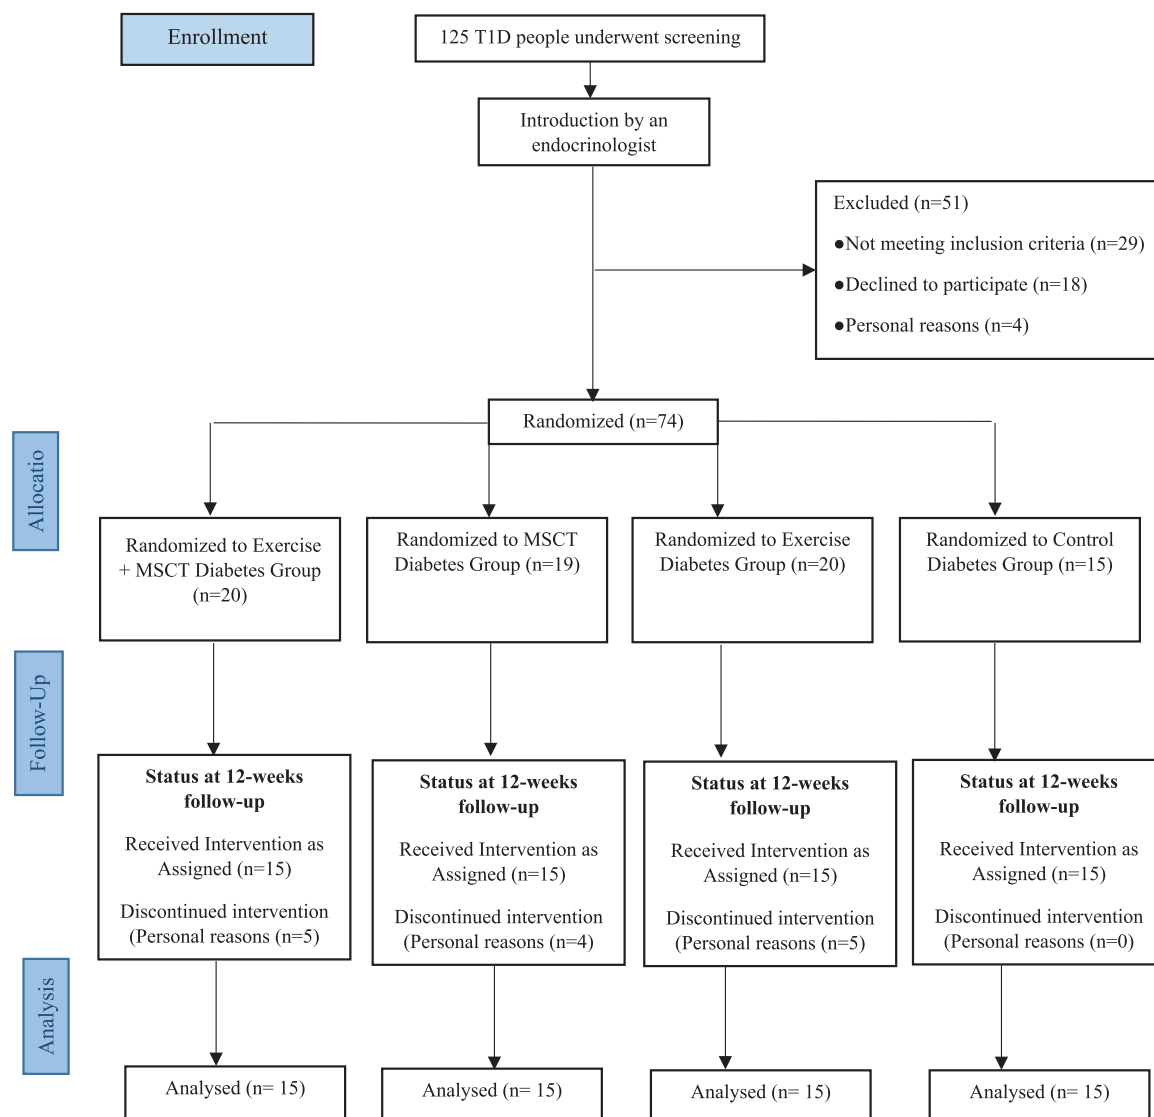 Enrollment
125 T1D people underwent screening
Introduction by an
endocrinologist
Excluded (n=51)
●Not meeting inclusion criteria (n=29)
●Declined to participate (n=18)
●Personal reasons (n=4)
Randomized (n=74)
Allocatio
Randomized to Exercise
+ MSCT Diabetes Group
(n=20)
Randomized to MSCT
Diabetes Group (n=19)
Randomized to Exercise
Diabetes Group (n=20)
Randomized to Control
Diabetes Group (n=15)
Follow-Up
Status at 12-weeks
follow-up
Received Intervention as
Assigned (n=15)
Discontinued intervention
(Personal reasons (n=5)
Status at 12-weeks
follow-up
Received Intervention as
Assigned (n=15)
Discontinued intervention
(Personal reasons (n=4)
Status at 12-weeks
follow-up
Received Intervention as
Assigned (n=15)
Discontinued intervention
(Personal reasons (n=5)
Status at 12-weeks
follow-up
Received Intervention as
Assigned (n=15)
Discontinued intervention
(Personal reasons (n=0)
Analysis
Analysed (n= 15)
Analysed (n= 15)
Analysed (n= 15)
Analysed (n= 15)